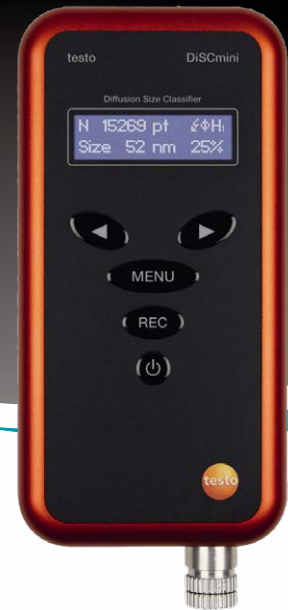 testo DiSCmini
Diffusion Size Classifier
N 15269 pt
Size 52 nm 25%
MENU
REC
testo